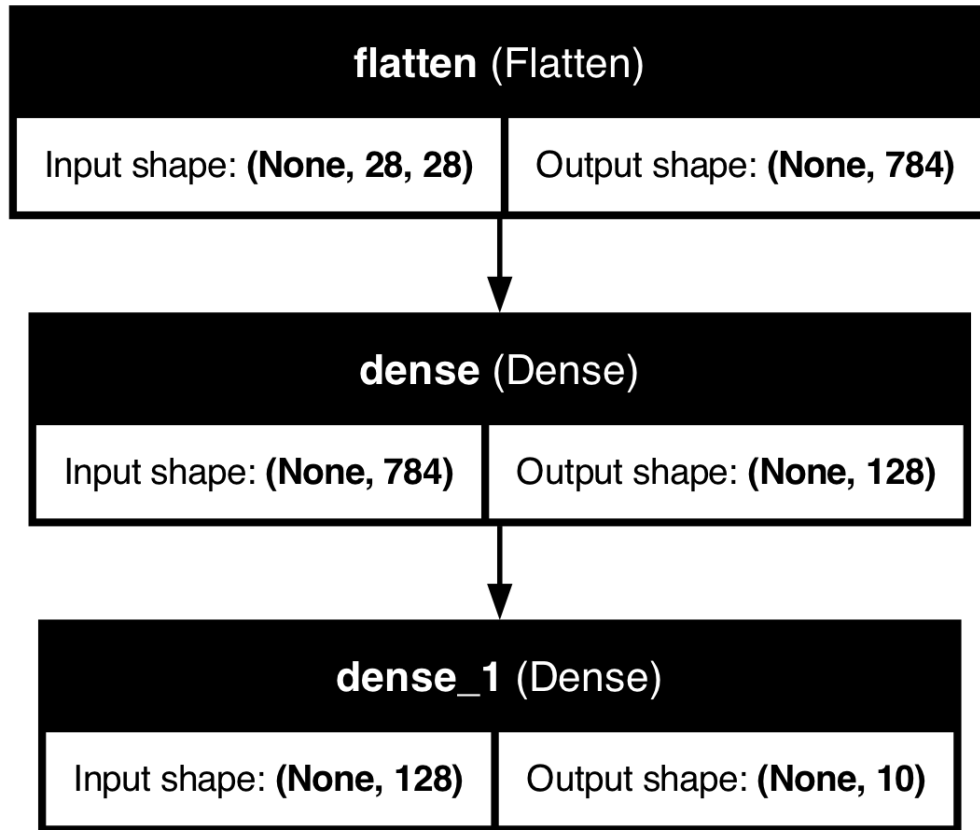 flatten (Flatten)
Input shape: (None, 28, 28) Output shape: (None, 784)
dense (Dense)
Input shape: (None, 784) Output shape: (None, 128)
dense_1 (Dense)
Input shape: (None, 128) Output shape: (None, 10)